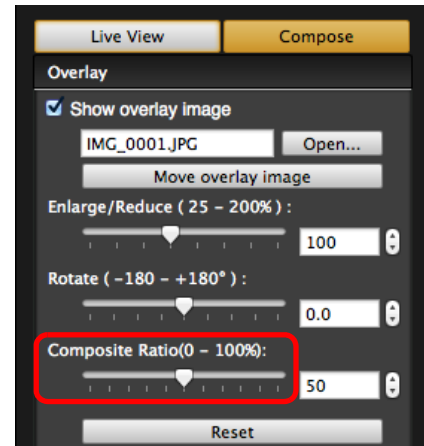 Live View Compose
Overlay
Show overlay image
IMG_0001.JPG Open...
Move overlay image
Enlarge/Reduce ( 25 – 200% ) :
100
Rotate ( –180 – +180° ) :
0.0
Composite Ratio(0 – 100%):
50
Reset